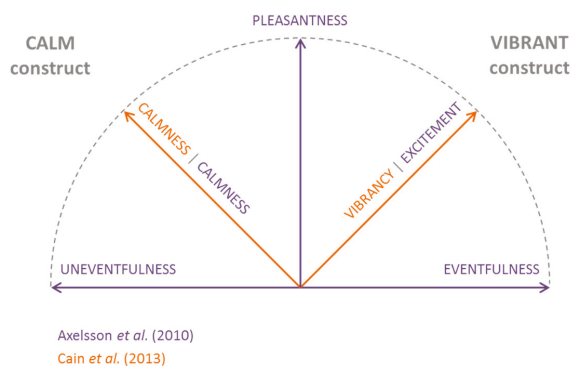 PLEASANTNESS
CALM
construct
VIBRANT
construct
CALMNESS | CALMNESS
VIBRANCY | EXCITEMENT
UNEVENTFULNESS
EVENTFULNESS
Axelsson et al. (2010)
Cain et al. (2013)